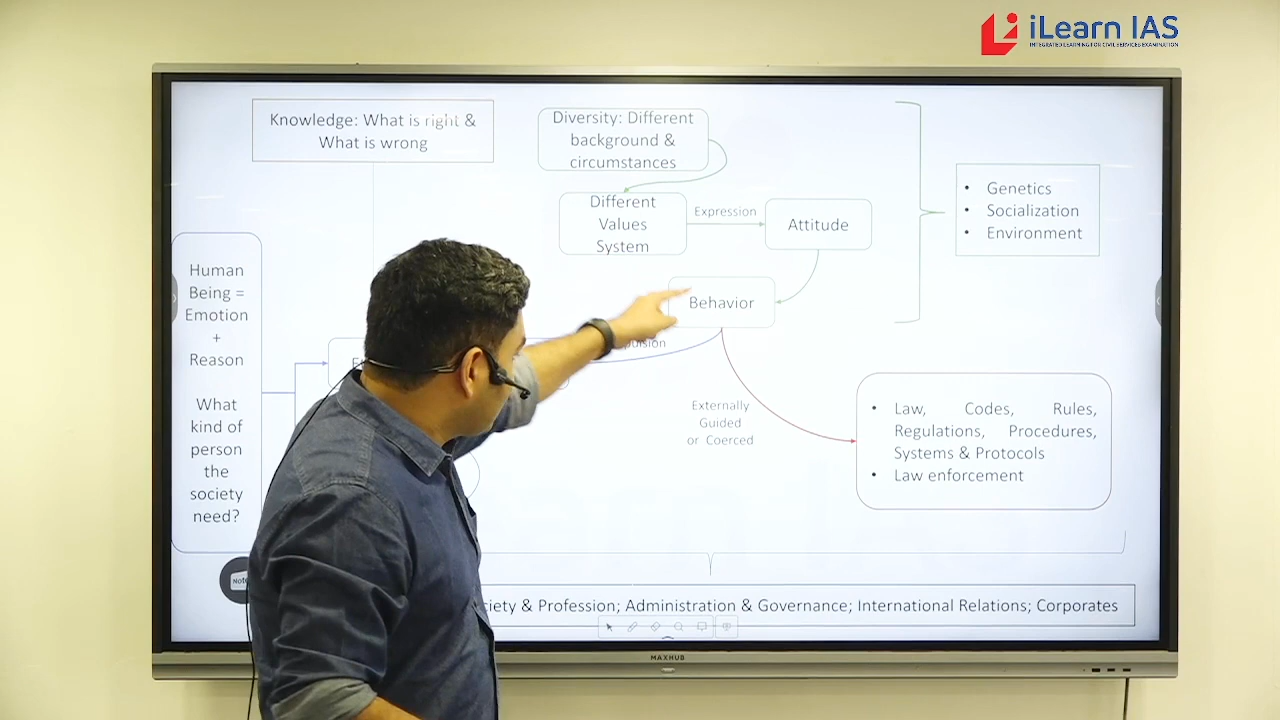 iLearn IAS
INTEGRATED LEARNING FOR CIVIL SERVICES EXAMINATION
Knowledge: What is right &
What is wrong
Diversity: Different
background &
circumstances
Different
Values
System
Expression
Attitude
• Genetics
• Socialization
• Environment
Human
Being =
Emotion
+
Reason
What
kind of
person
the
society
need?
Behavior
Externally
Guided
or Coerced
• Law, Codes, Rules,
Regulations, Procedures,
Systems & Protocols
• Law enforcement
Note
& Profession; Administration & Governance; International Relations; Corporates
MAXHUB